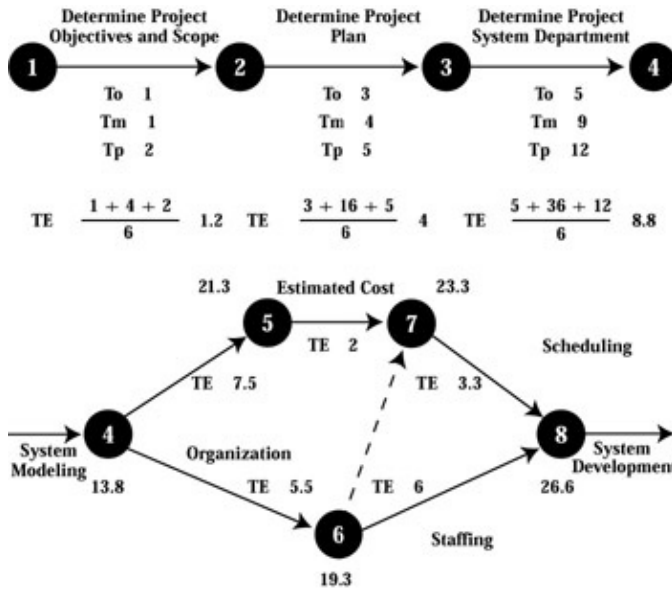 Determine Project Objectives and Scope
Determine Project Plan
Determine Project System Department
1
2
3
4
To 1
Tm 1
Tp 2
To 3
Tm 4
Tp 5
To 5
Tm 9
Tp 12
TE 1 + 4 + 2 / 6 1.2
TE 3 + 16 + 5 / 6 4
TE 5 + 36 + 12 / 6 8.8
21.3
Estimated Cost
23.3
5
7
TE 2
Scheduling
TE 7.5
TE 3.3
4
8
System Modeling
Organization
System Development
13.8
TE 5.5
TE 6
26.6
6
Staffing
19.3